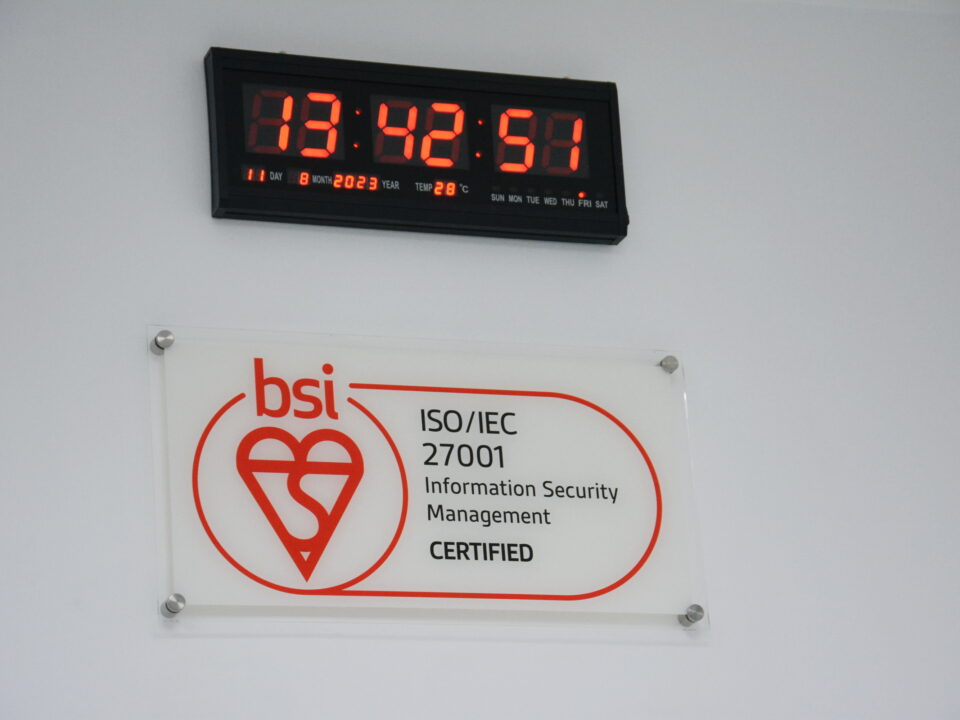 13:42:51
11 DAY 8 MONTH 2023 YEAR TEMP 28 °C
SUN MON TUE WED THU FRI SAT
bsi
ISO/IEC
27001
Information Security
Management
CERTIFIED